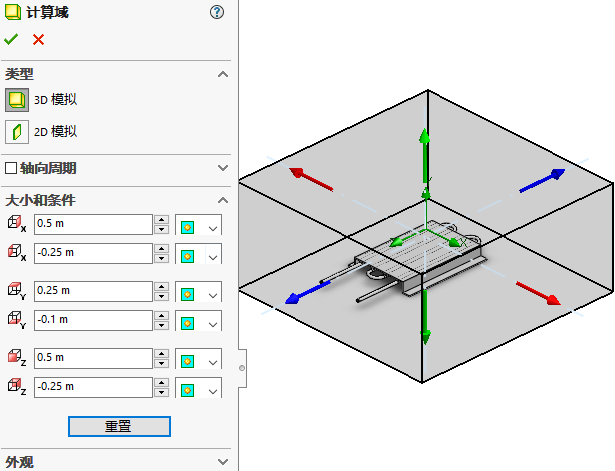 计算域
类型
3D 模拟
2D 模拟
轴向周期
大小和条件
X 0.5 m
X -0.25 m
Y 0.25 m
Y -0.1 m
Z 0.5 m
Z -0.25 m
重置
外观